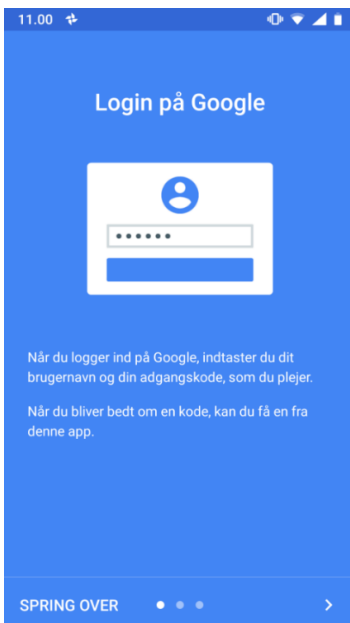 11.00
Login på Google
Når du logger ind på Google, indtaster du dit
brugernavn og din adgangskode, som du plejer.
Når du bliver bedt om en kode, kan du få en fra
denne app.
SPRING OVER